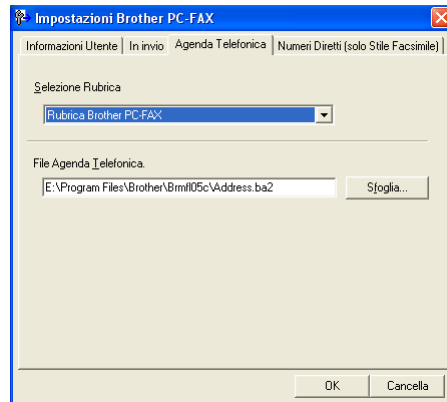 Impostazioni Brother PC-FAX
Informazioni Utente In invio Agenda Telefonica Numeri Diretti (solo Stile Facsimile)
Selezione Rubrica
Rubrica Brother PC-FAX
File Agenda Telefonica.
E:\Program Files\Brother\Brmfl05c\Address.ba2 Sfoglia...
OK Cancella